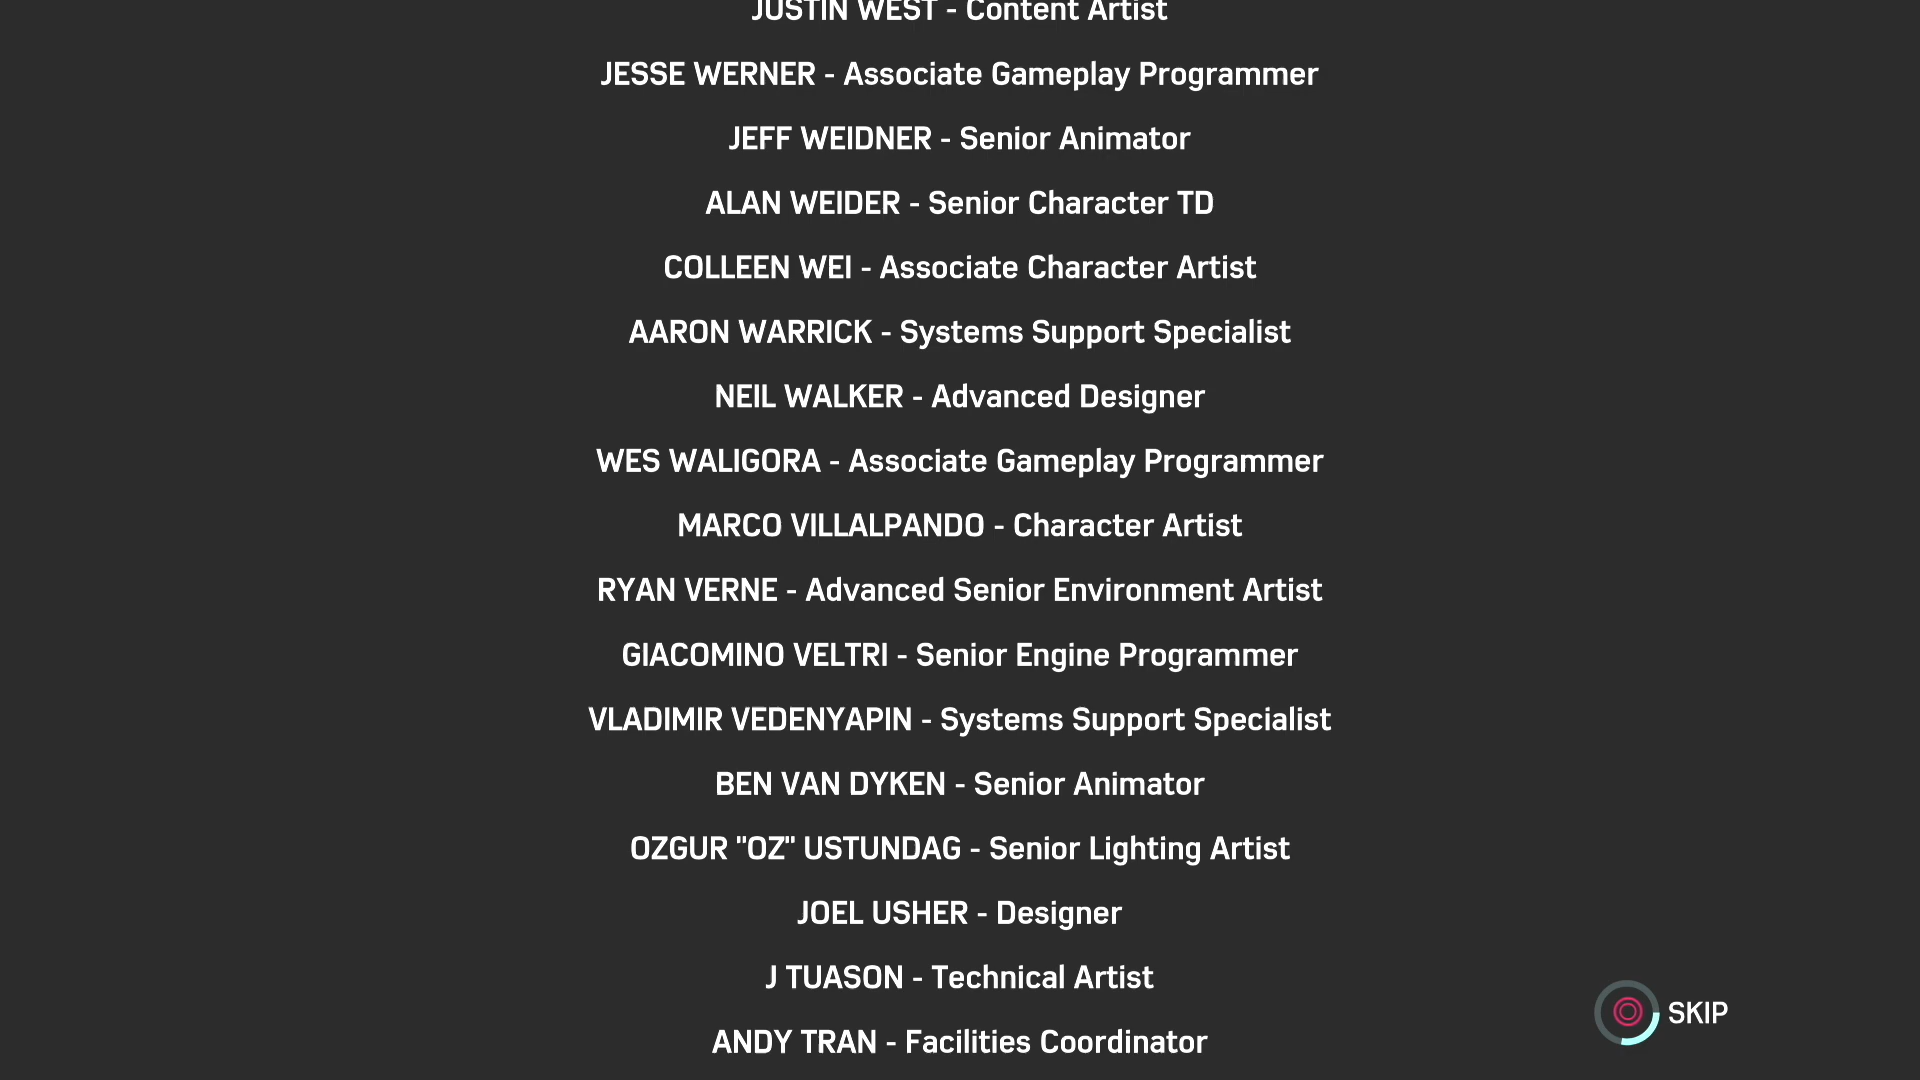 JUSTIN WEST - Content Artist
JESSE WERNER - Associate Gameplay Programmer
JEFF WEIDNER - Senior Animator
ALAN WEIDER - Senior Character TD
COLLEEN WEI - Associate Character Artist
AARON WARRICK - Systems Support Specialist
NEIL WALKER - Advanced Designer
WES WALIGORA - Associate Gameplay Programmer
MARCO VILLALPANDO - Character Artist
RYAN VERNE - Advanced Senior Environment Artist
GIACOMINO VELTRI - Senior Engine Programmer
VLADIMIR VEDENYAPIN - Systems Support Specialist
BEN VAN DYKEN - Senior Animator
OZGUR "OZ" USTUNDAG - Senior Lighting Artist
JOEL USHER - Designer
J TUASON - Technical Artist
SKIP
ANDY TRAN - Facilities Coordinator